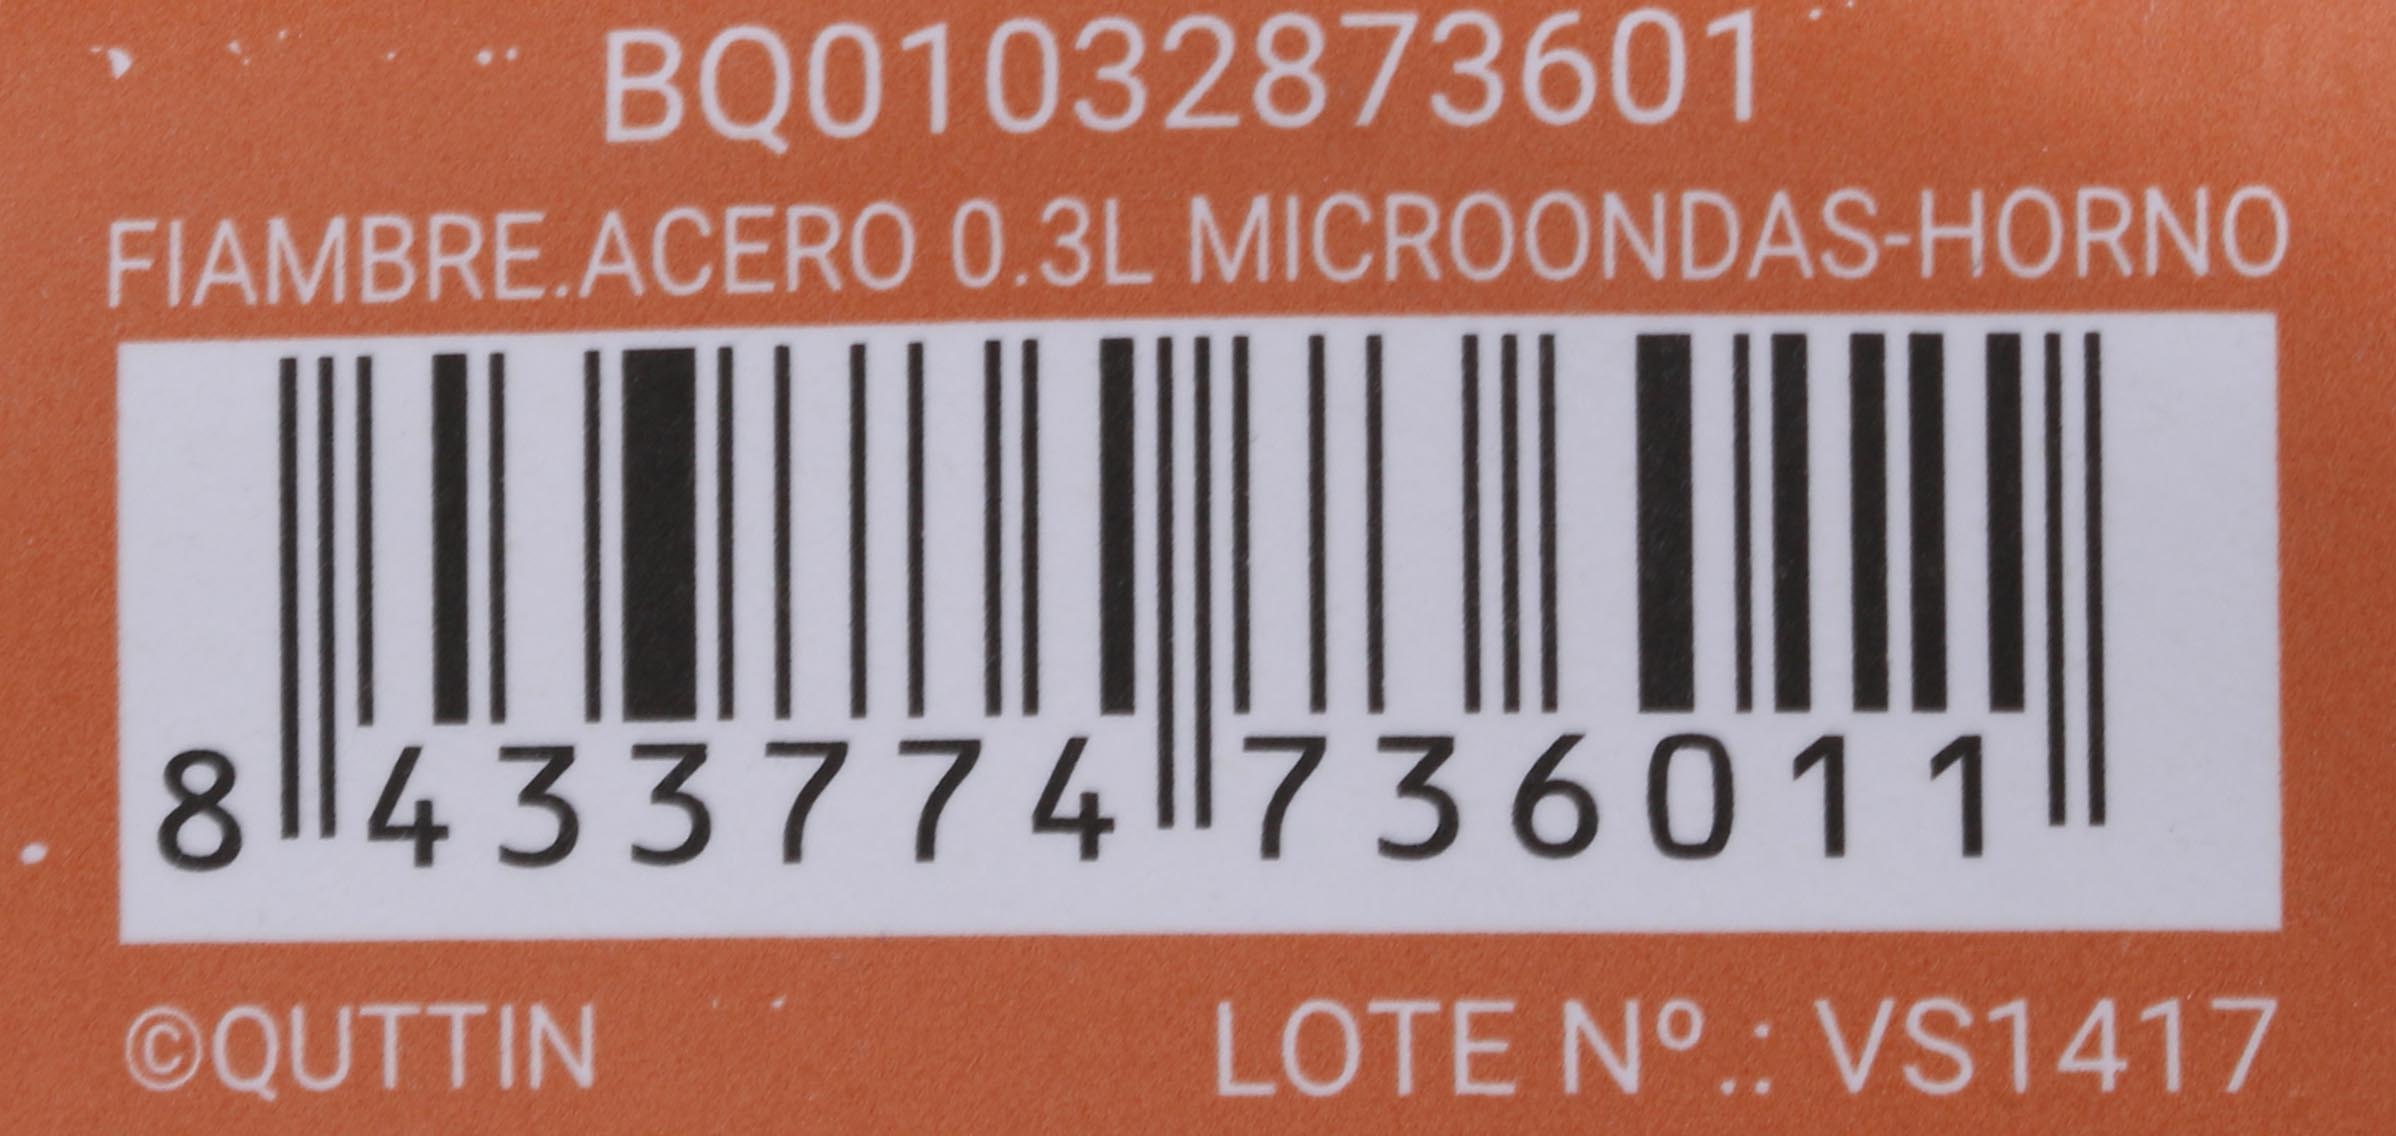 BQ01032873601
FIAMBRE.ACERO 0.3L MICROONDAS-HORNO
8 433774 736011
©QUTTIN
LOTE Nº.: VS1417